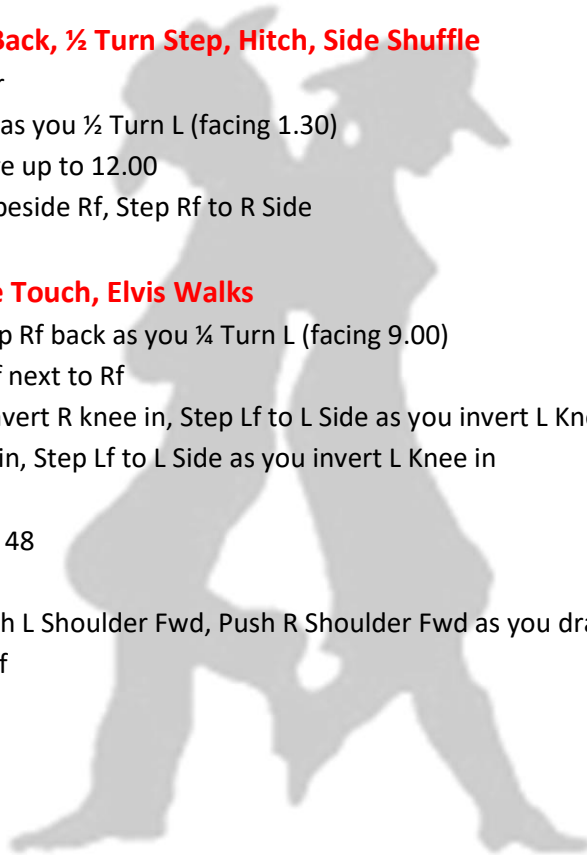 Back, ½ Turn Step, Hitch, Side Shuffle
as you ½ Turn L (facing 1.30)
up to 12.00
beside Rf, Step Rf to R Side
Touch, Elvis Walks
Rf back as you ¼ Turn L (facing 9.00)
next to Rf
R knee in, Step Lf to L Side as you invert L
in, Step Lf to L Side as you invert L Knee in
48
L Shoulder Fwd, Push R Shoulder Fwd as you